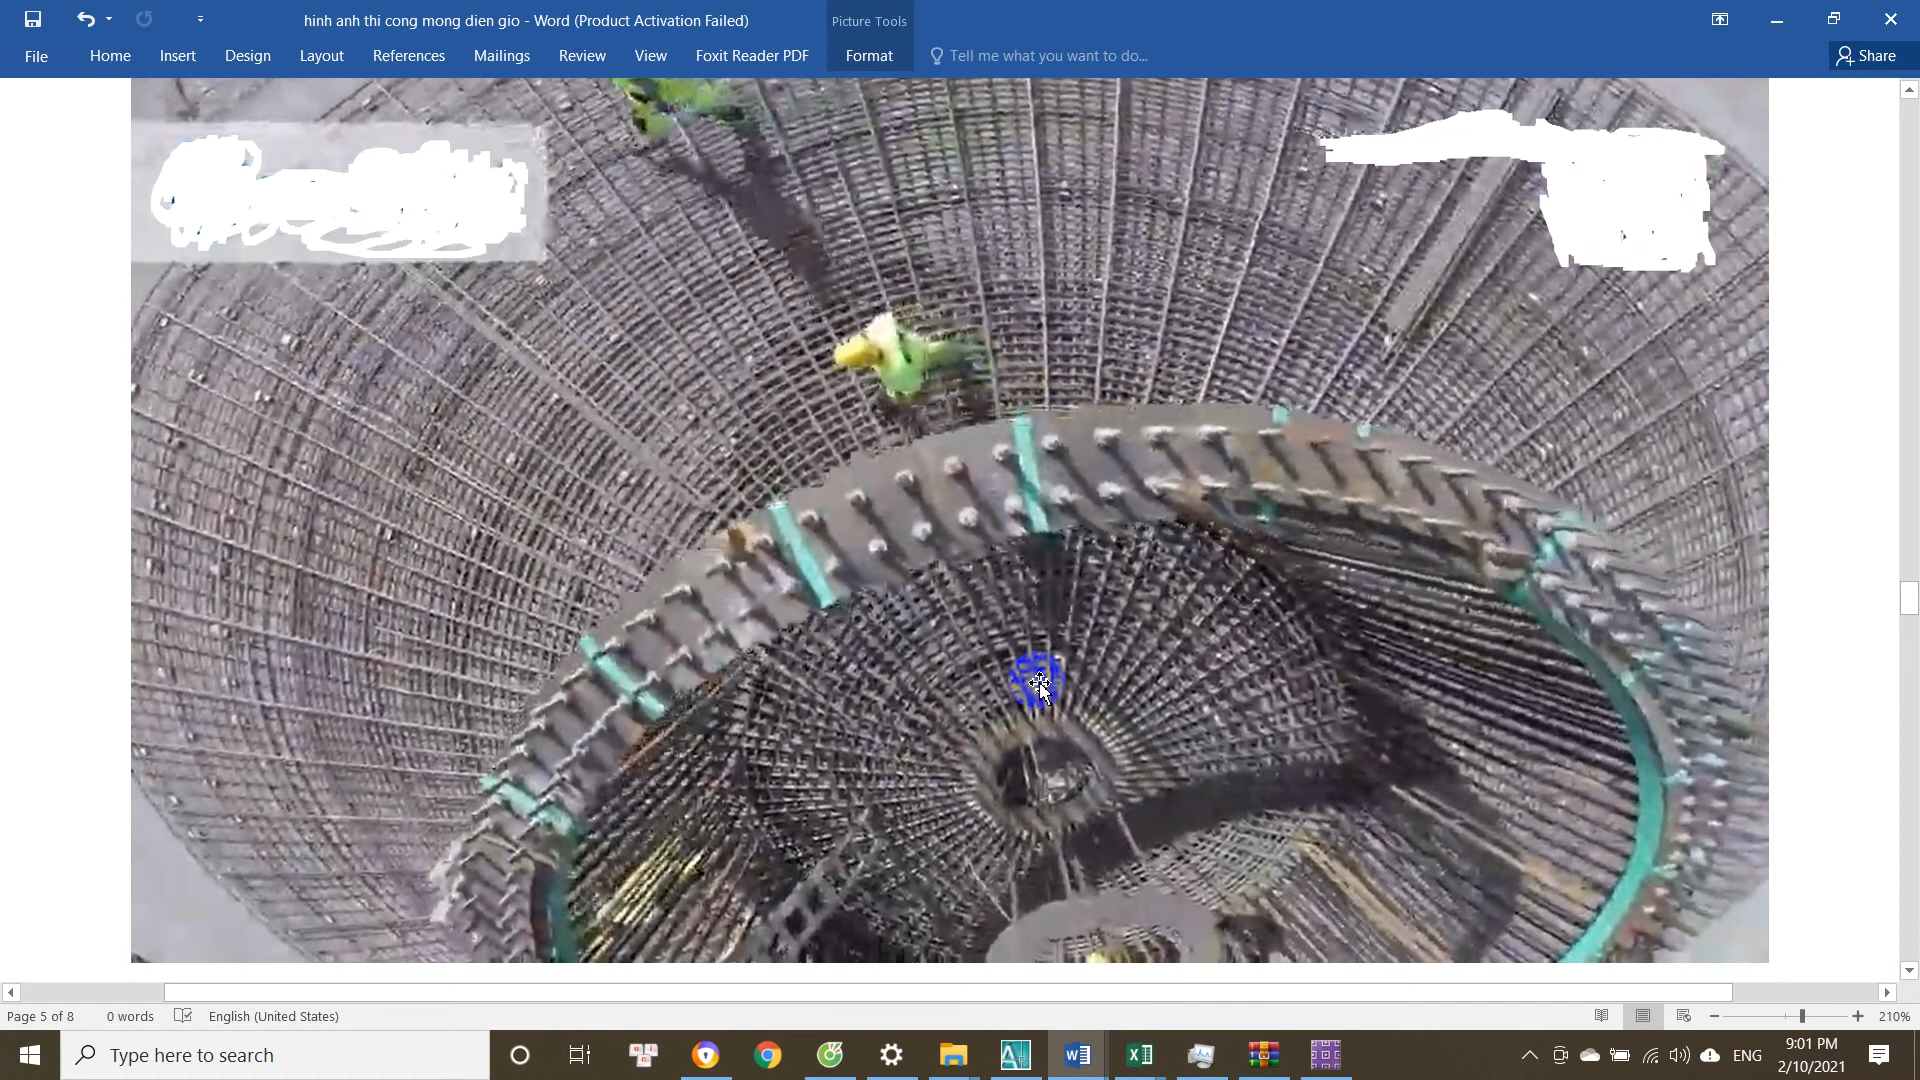 hinh anh thi cong mong dien gio - Word (Product Activation Failed)
Picture Tools
File
Home
Insert
Design
Layout
References
Mailings
Review
View
Foxit Reader PDF
Format
Tell me what you want to do...
Share
Page 5 of 8
0 words
English (United States)
210%
Type here to search
ENG
9:01 PM
2/10/2021